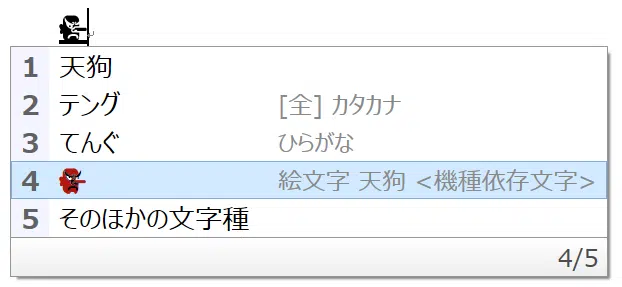 👺
1 天狗
2 テング [全] カタカナ
3 てんぐ ひらがな
4 👺 絵文字 天狗 <機種依存文字>
5 そのほかの文字種
4/5